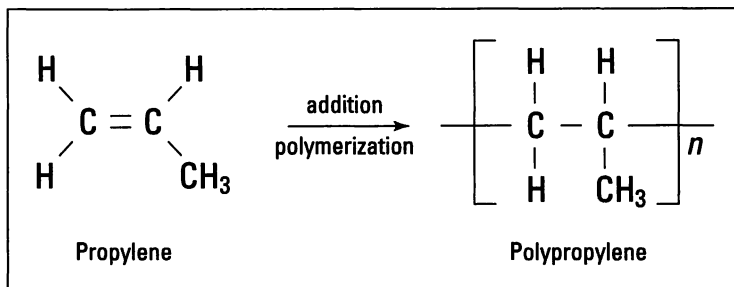 H H H H
C = C addition C – C
polymerization n
H CH3 H CH3
Propylene Polypropylene